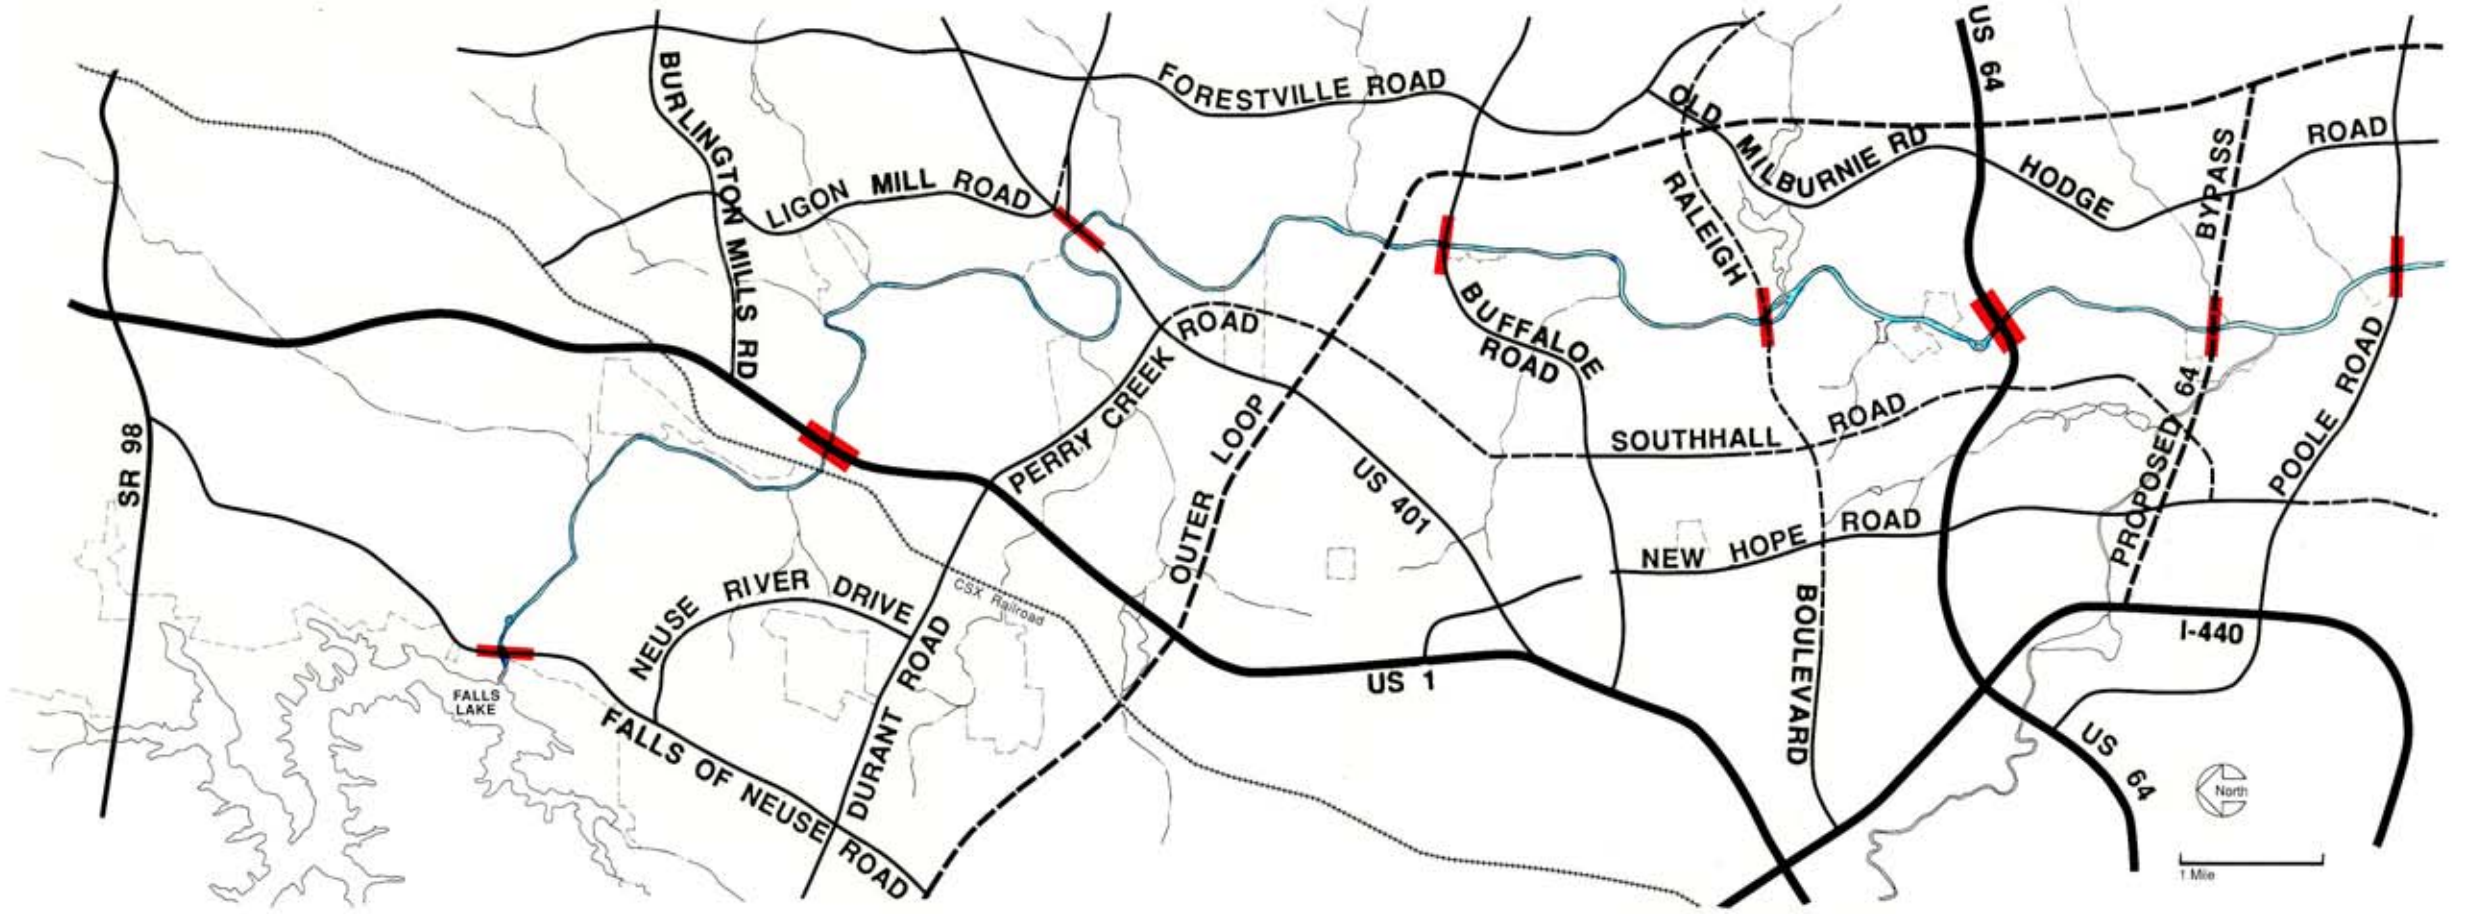 US 64
FORESTVILLE ROAD
BURLINGTON MILLS RD
OLD MILBURNIE RD
ROAD
HODGE
BYPASS
LIGON MILL ROAD
RALEIGH
BUFFALOE
ROAD
ROAD
PERRY CREEK
POOLE ROAD
SOUTHHALL ROAD
PROPOSED 64
OUTER LOOP
US 401
SR 98
NEW HOPE ROAD
NEUSE RIVER DRIVE
CSX Railroad
BOULEVARD
I-440
US 1
FALLS
LAKE
FALLS OF NEUSE ROAD
DURANT ROAD
US 64
North
1 Mile